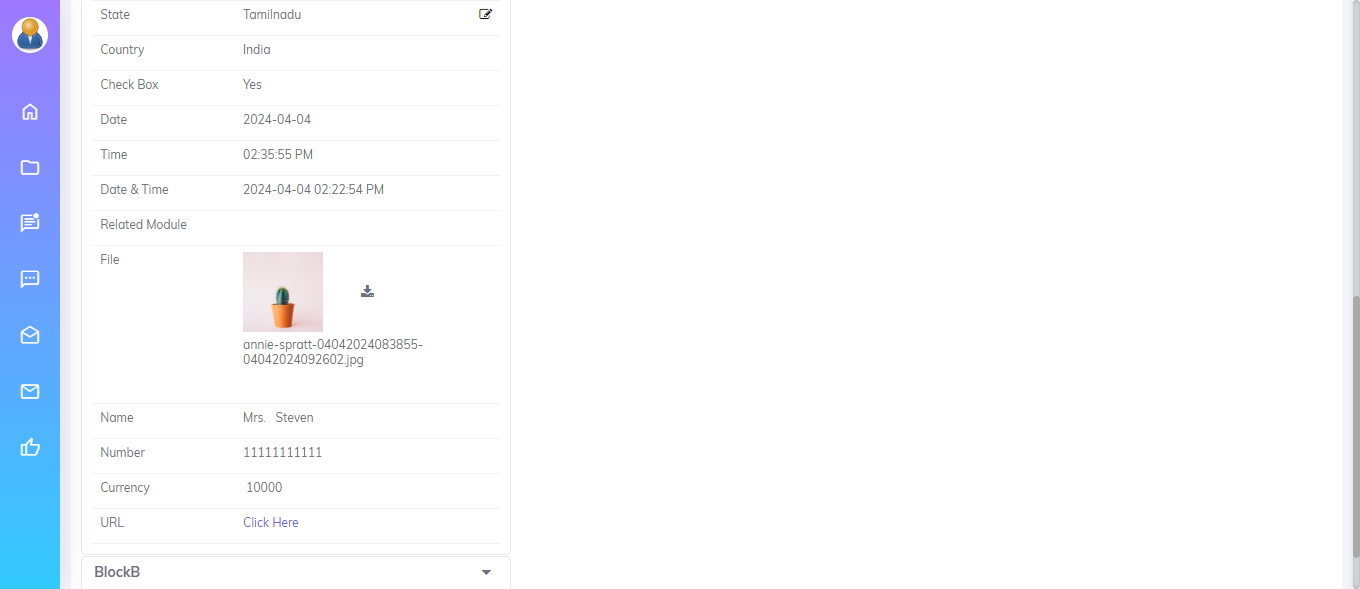 State Tamilnadu
Country India
Check Box Yes
Date 2024-04-04
Time 02:35:55 PM
Date & Time 2024-04-04 02:22:54 PM
Related Module
File
annie-spratt-04042024083855-
04042024092602.jpg
Name Mrs. Steven
Number 11111111111
Currency 10000
URL Click Here
BlockB